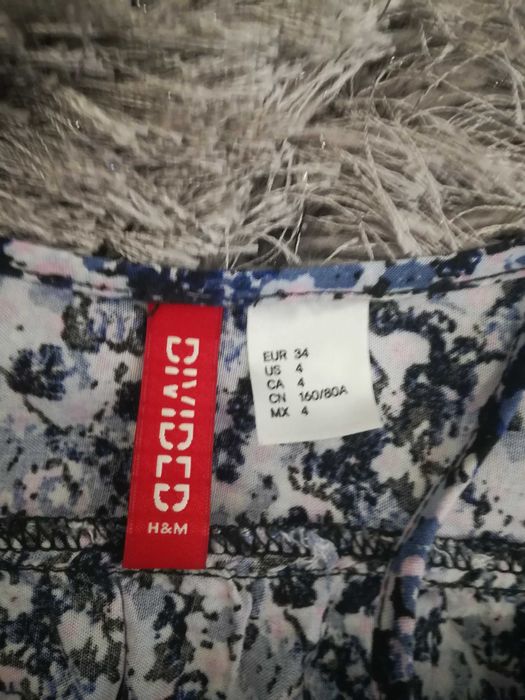 DIVIDED
H&M
EUR 34
US 4
CA 4
CN 160/80A
MX 4